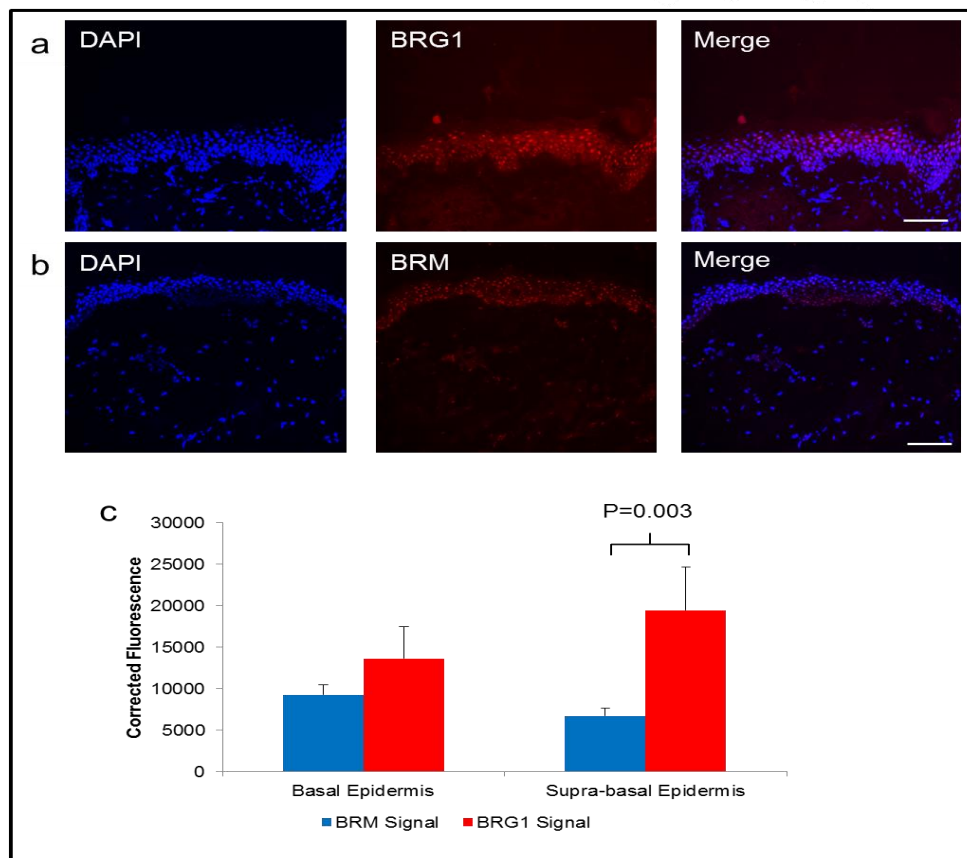 a DAPI BRG1 Merge
b DAPI BRM Merge
c
P=0.003
Corrected Fluorescence
30000
25000
20000
15000
10000
5000
0
Basal Epidermis Supra-basal Epidermis
BRM Signal BRG1 Signal